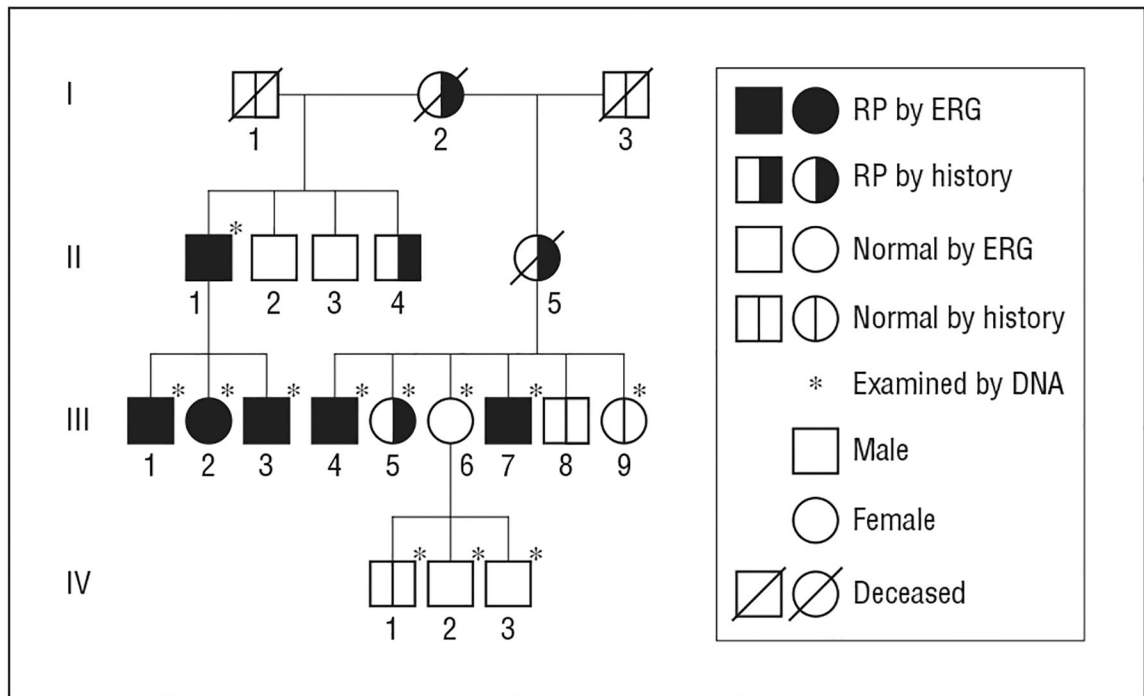 I
1 2 3
RP by ERG
RP by history
II
*
1 2 3 4 5
Normal by ERG
Normal by history
* Examined by DNA
III
* * * * * * * *
1 2 3 4 5 6 7 8 9
Male
Female
IV
* * *
1 2 3
Deceased